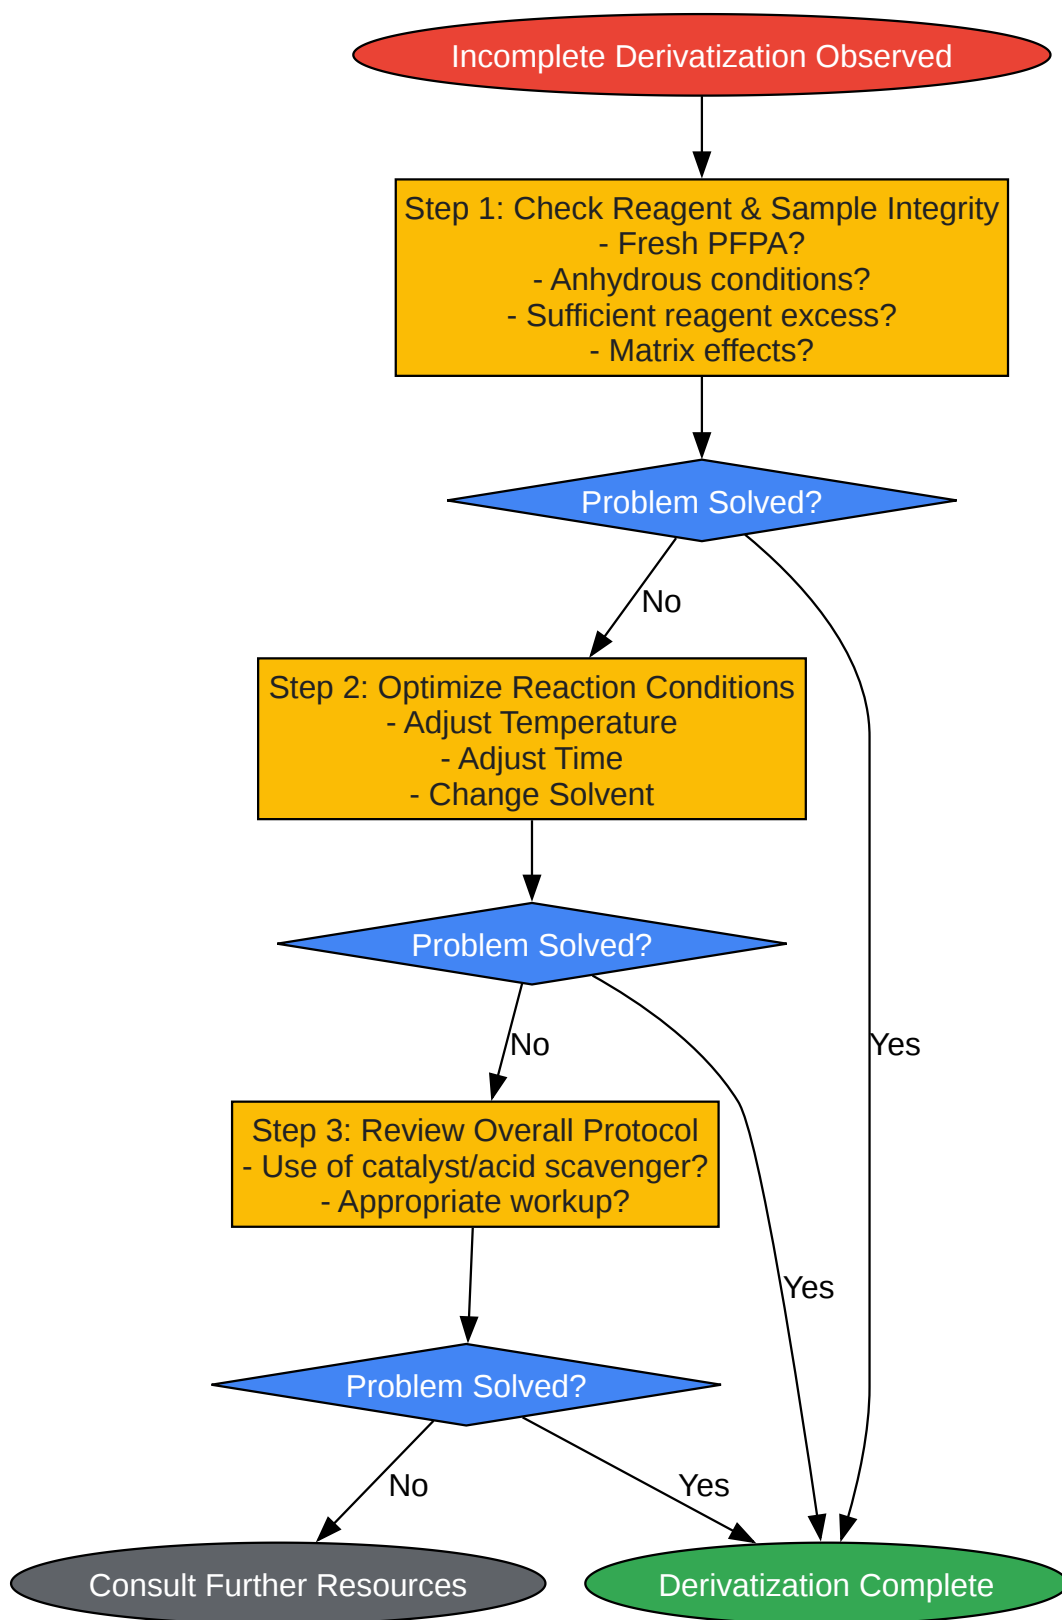 Incomplete Derivatization Observed
Step 1: Check Reagent & Sample Integrity
- Fresh PFPA?
- Anhydrous conditions?
- Sufficient reagent excess?
- Matrix effects?
Problem Solved?
No
Step 2: Optimize Reaction Conditions
- Adjust Temperature
- Adjust Time
- Change Solvent
Problem Solved?
No
Yes
Step 3: Review Overall Protocol
- Use of catalyst/acid scavenger?
- Appropriate workup?
Yes
Problem Solved?
No
Yes
Consult Further Resources
Derivatization Complete